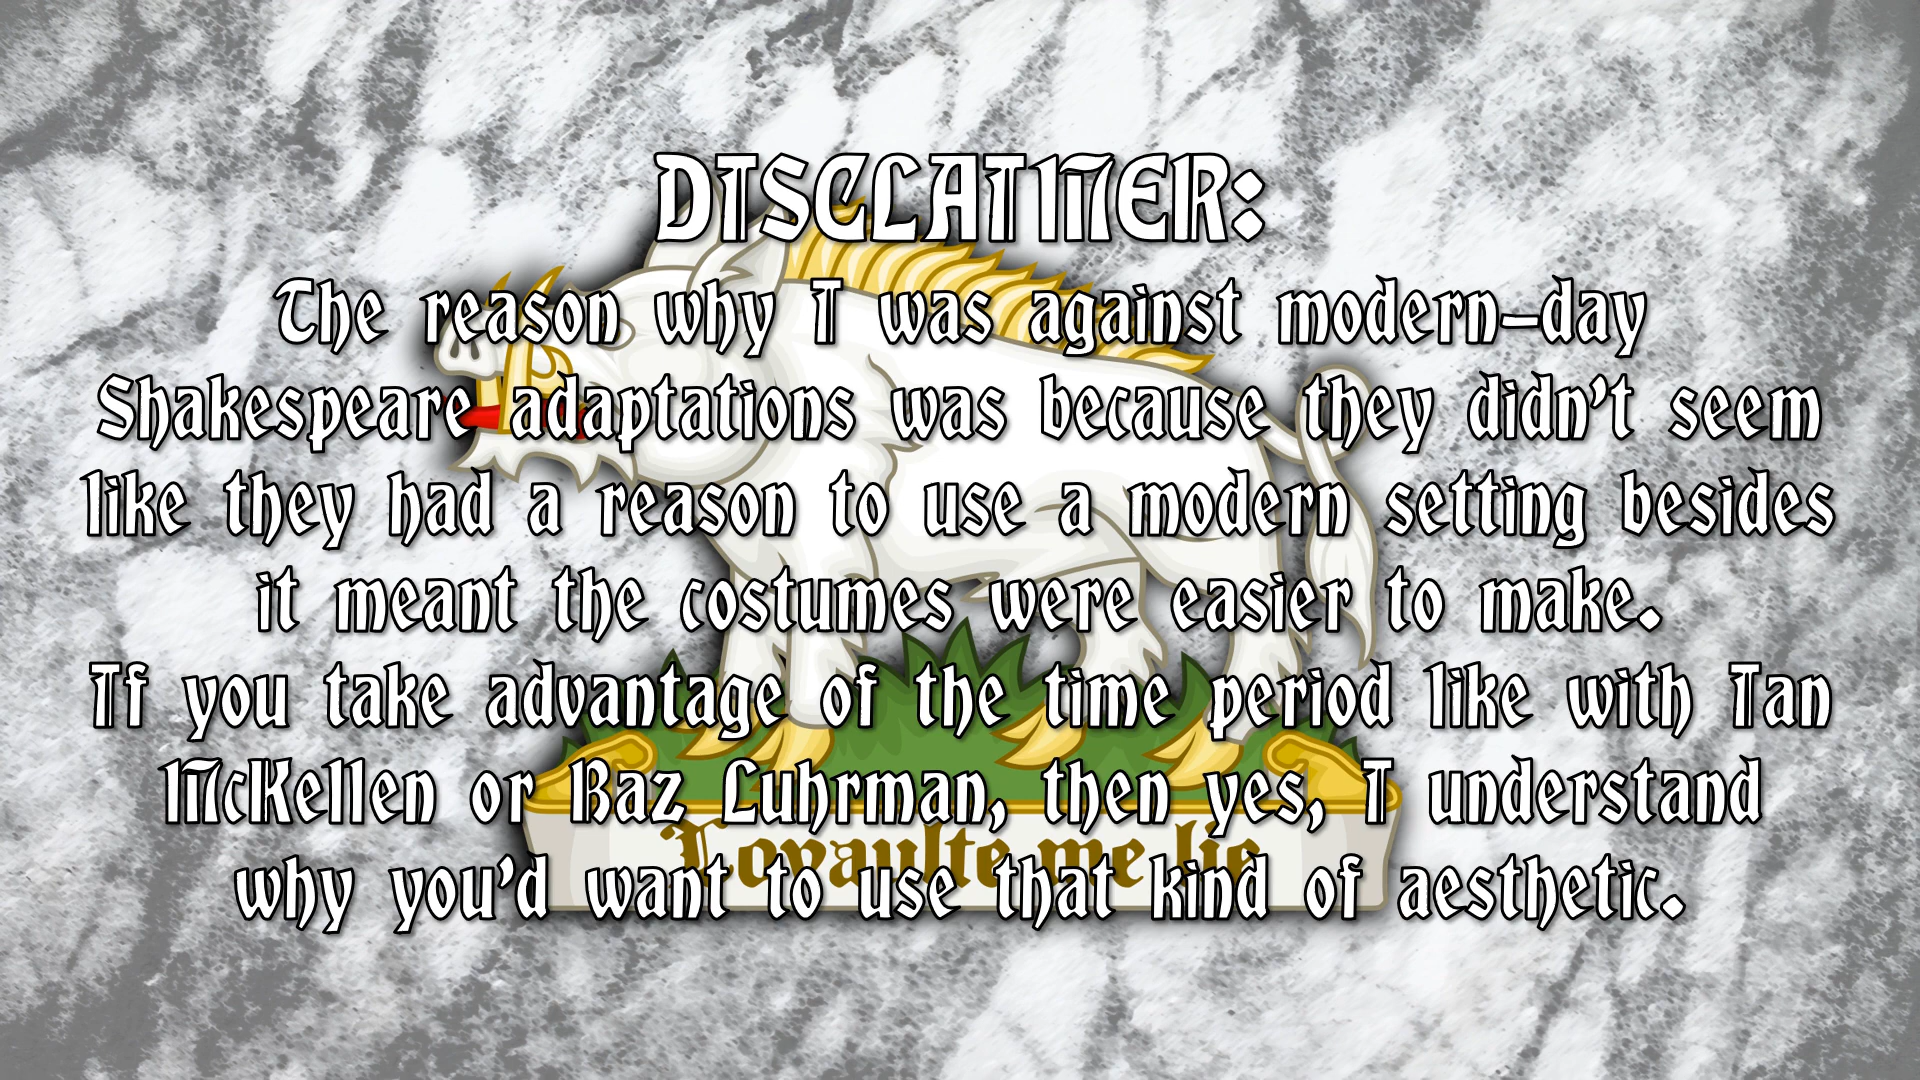 DISCLAIMER:
The reason why I was against modern-day
Shakespeare adaptations was because they didn't seem
like they had a reason to use a modern setting besides
it meant the costumes were easier to make.
If you take advantage of the time period like with Ian
McKellen or Baz Luhrman, then yes, I understand
Loyaulte me lie
why you'd want to use that kind of aesthetic.